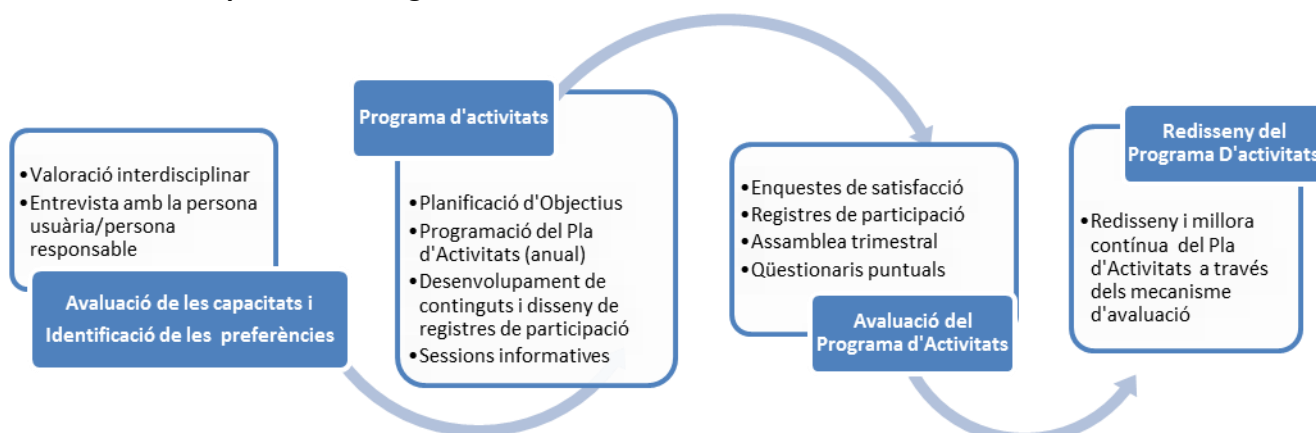 • Valoració interdisciplinar
• Entrevista amb la persona
usuària/persona
responsable
Avaluació de les capacitats i
Identificació de les preferències
Programa d'activitats
• Planificació d'Objectius
• Programació del Pla
d'Activitats (anual)
• Desenvolupament de
continguts i disseny de
registres de participació
• Sessions informatives
• Enquestes de satisfacció
• Registres de participació
• Assamblea trimestral
• Qüestionaris puntuals
Avaluació del
Programa d'Activitats
Redisseny del
Programa D'activitats
• Redisseny i millora
contínua del Pla
d'Activitats a través
dels mecanisme
d'avaluació